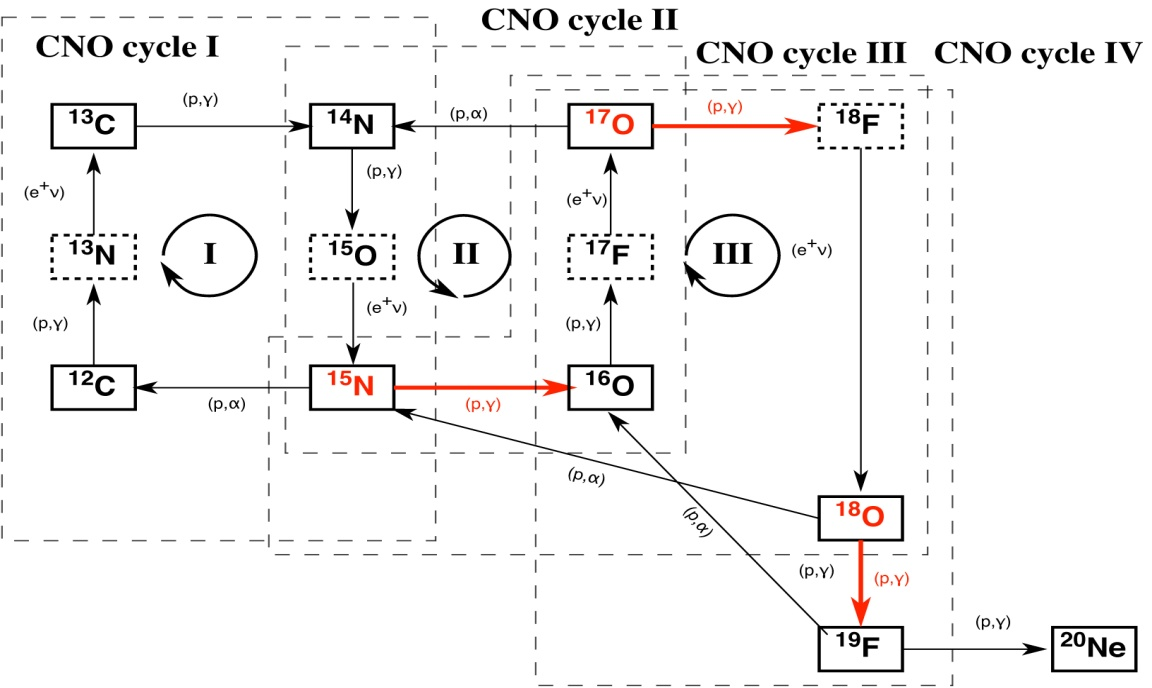 CNO cycle II
CNO cycle I
CNO cycle III
CNO cycle IV
(p,γ)
(p,α)
(p,γ)
¹³C
¹⁴N
¹⁷O
¹⁸F
(p,γ)
(e⁺ν)
(e⁺ν)
¹³N
I
¹⁵O
II
¹⁷F
III
(e⁺ν)
(e⁺ν)
(p,γ)
(p,γ)
¹²C
¹⁵N
¹⁶O
(p,α)
(p,γ)
(p,α)
(p,α)
¹⁸O
(p,γ)
(p,γ)
(p,γ)
¹⁹F
²⁰Ne